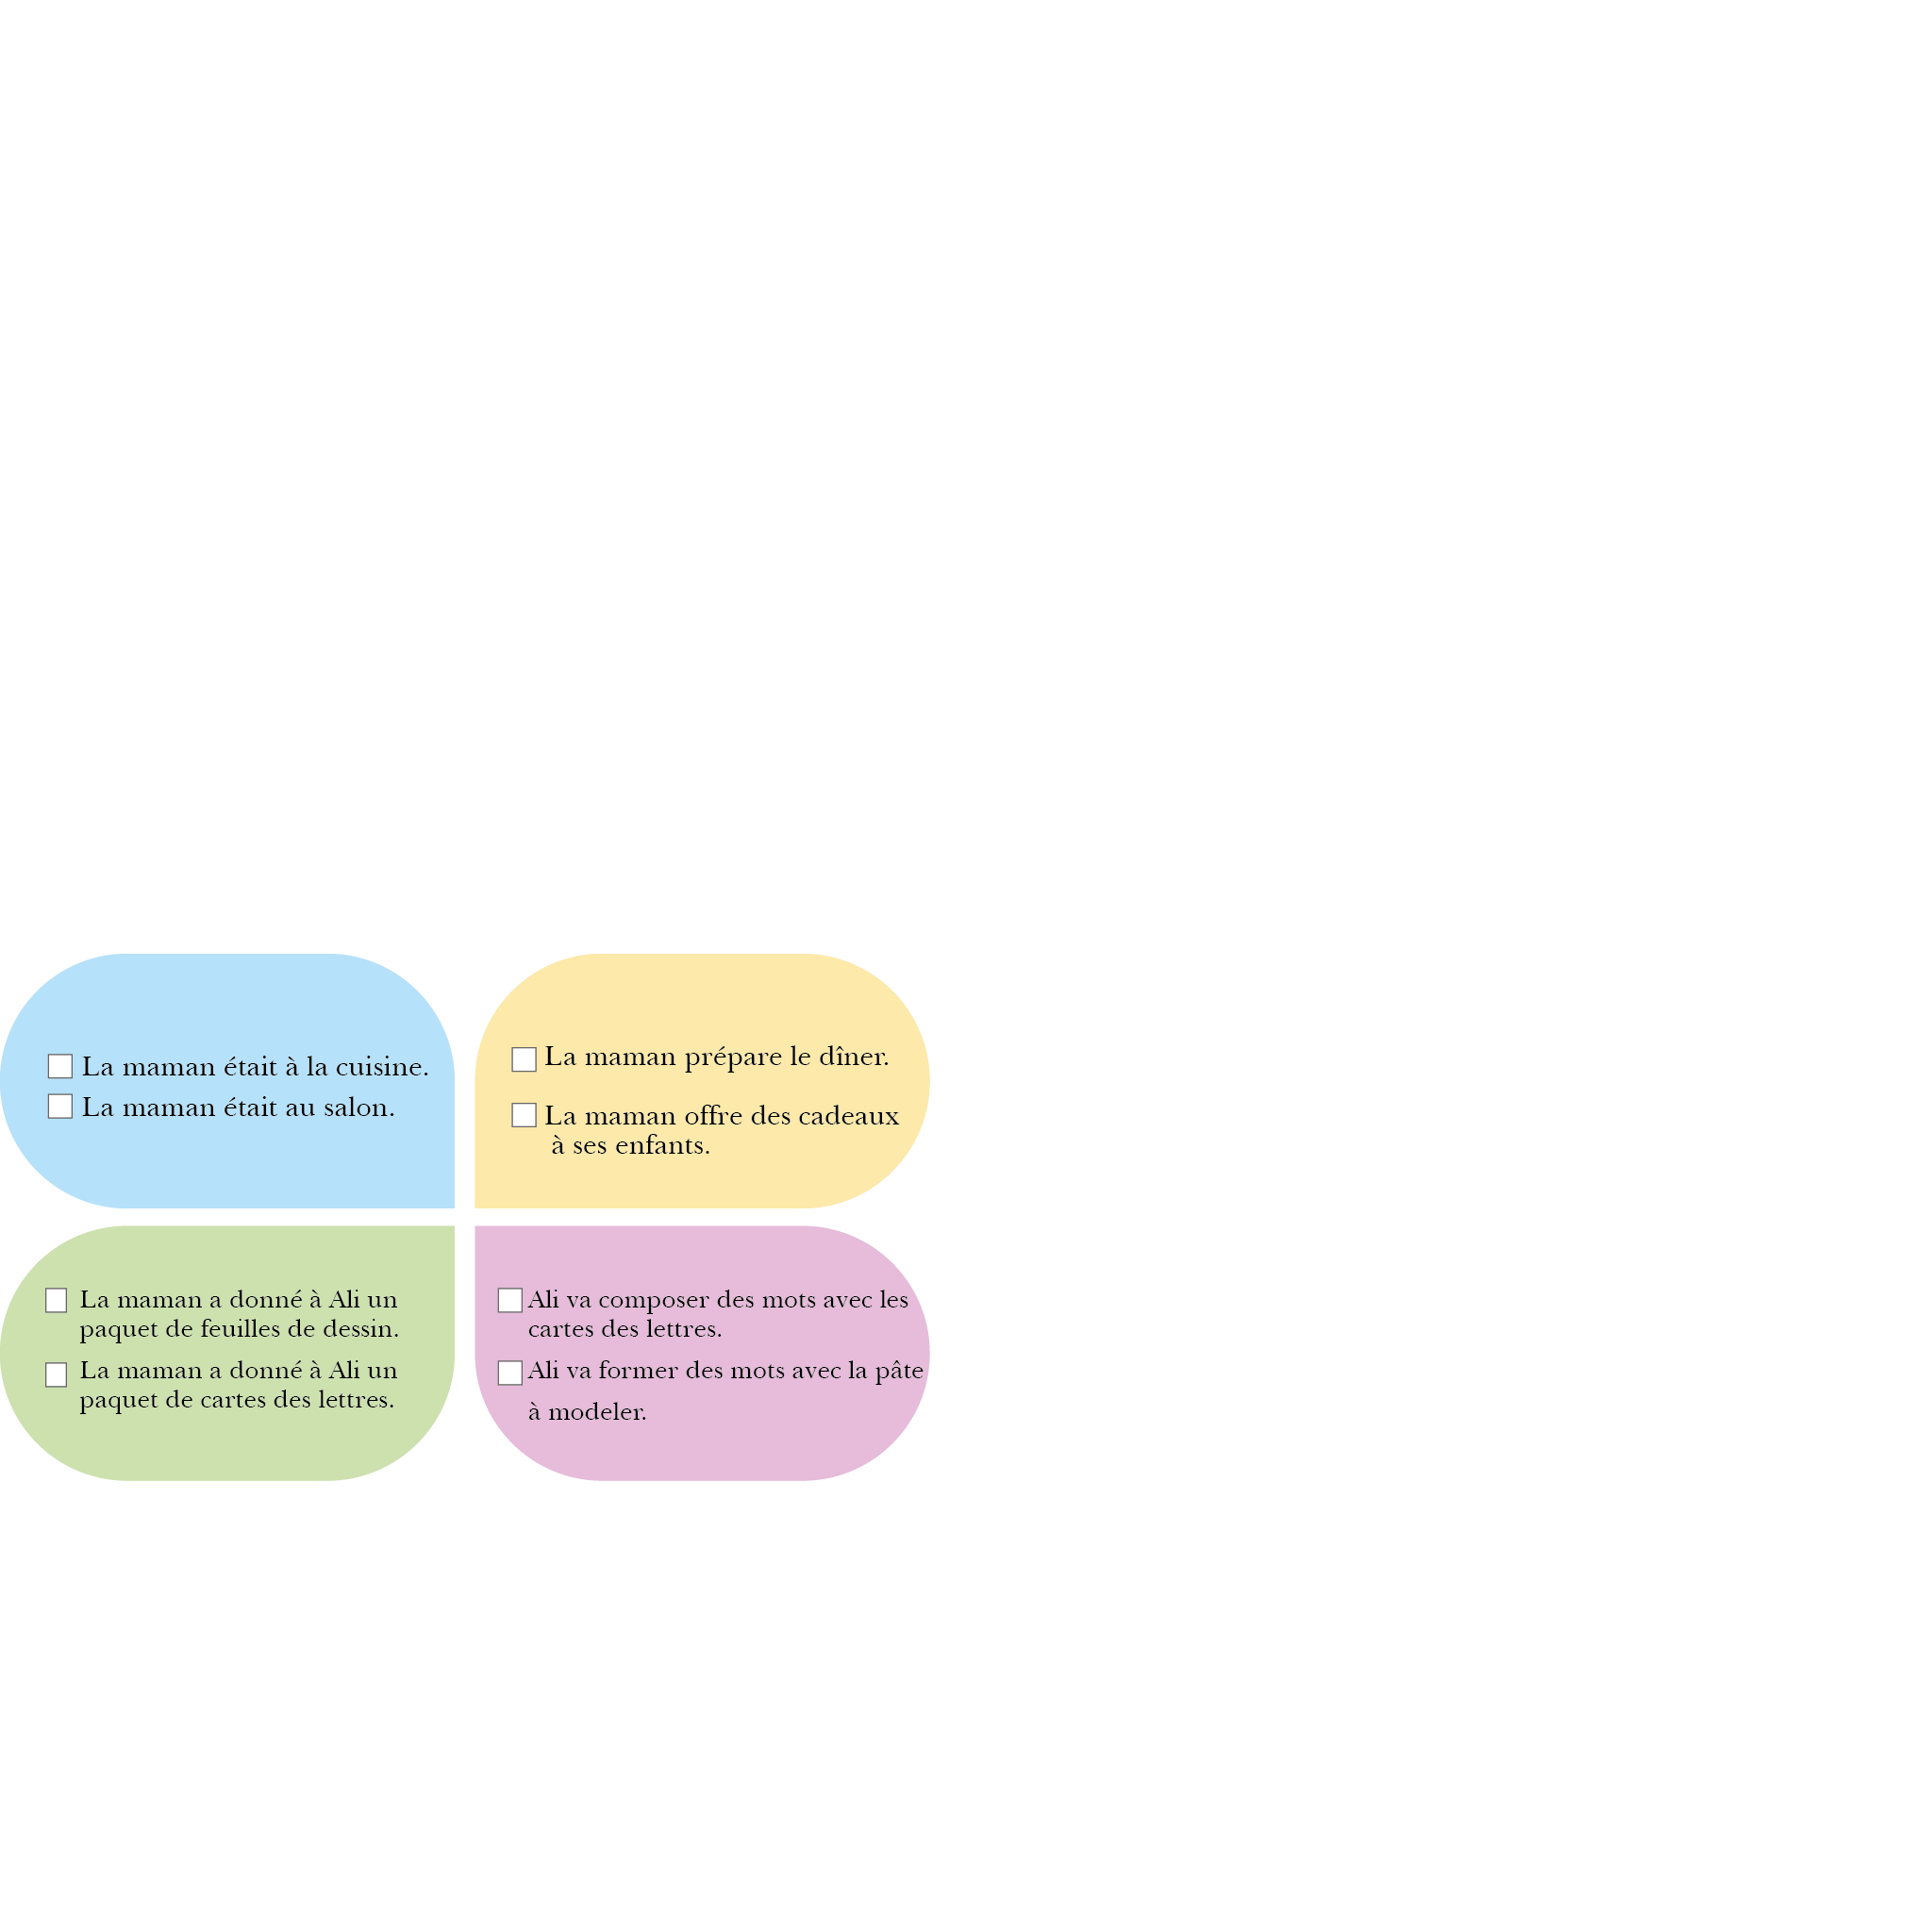 La maman était à la cuisine.
La maman était au salon.
La maman prépare le dîner.
La maman offre des cadeaux
à ses enfants.
La maman a donné à Ali un
paquet de feuilles de dessin.
La maman a donné à Ali un
paquet de cartes des lettres.
Ali va composer des mots avec les
cartes des lettres.
Ali va former des mots avec la pâte
à modeler.